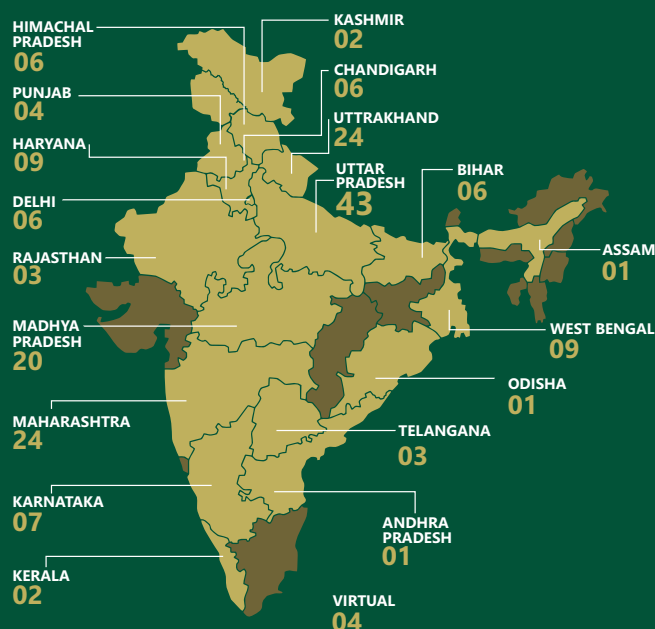 HIMACHAL
PRADESH
06
PUNJAB
04
HARYANA
09
DELHI
06
RAJASTHAN
03
MADHYA
PRADESH
20
MAHARASHTRA
24
KARNATAKA
07
KERALA
02
KASHMIR
02
CHANDIGARH
06
UTTRAKHAND
24
UTTAR
PRADESH
43
BIHAR
06
ASSAM
01
WEST BENGAL
09
ODISHA
01
TELANGANA
03
ANDHRA
PRADESH
01
VIRTUAL
04